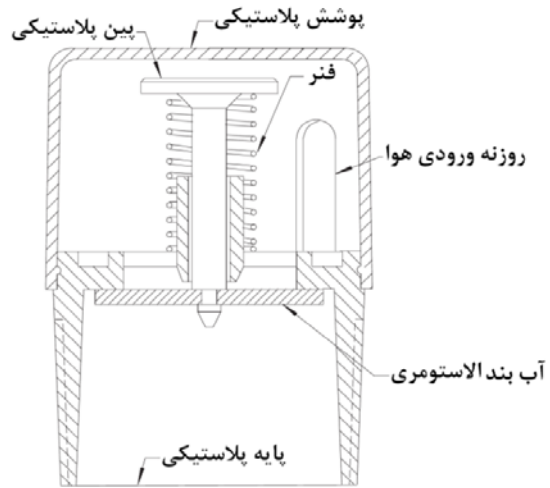 پوشش پلاستیکی
پین پلاستیکی
فنر
روزنه ورودی هوا
آب بند الاستومری
پایه پلاستیکی